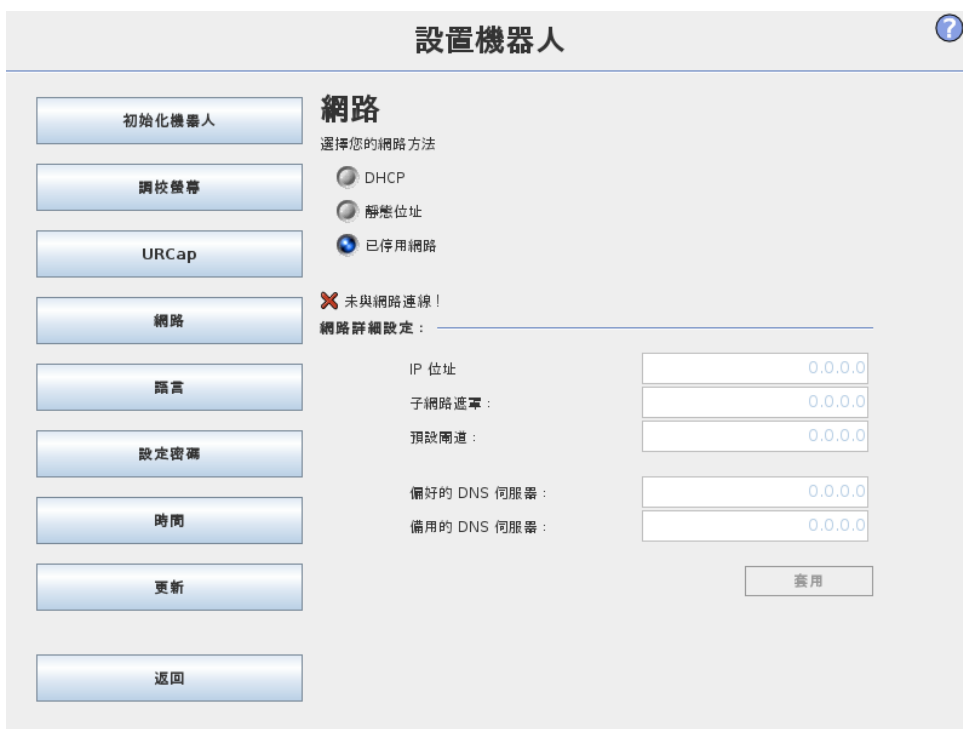 設置機器人
?
初始化機器人
調校螢幕
URCap
網路
語言
設定密碼
時間
更新
返回
網路
選擇您的網路方法
DHCP
靜態位址
已停用網路
未與網路連線！
網路詳細設定：
IP 位址
0.0.0.0
子網路遮罩：
0.0.0.0
預設閘道：
0.0.0.0
偏好的 DNS 伺服器：
0.0.0.0
備用的 DNS 伺服器：
0.0.0.0
套用